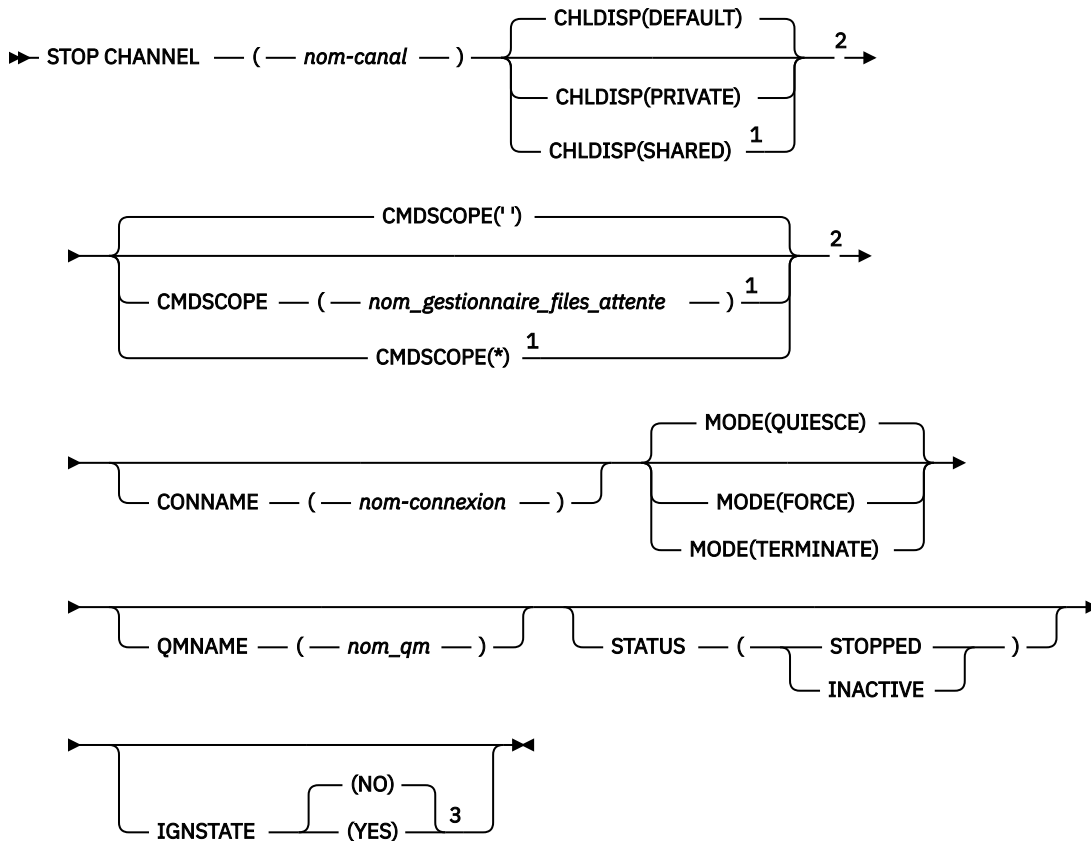 CHLDISP(DEFAULT)
STOP CHANNEL ( nom-canal ) 2
CHLDISP(PRIVATE)
CHLDISP(SHARED) 1
CMDSCOPE(' ')
2
CMDSCOPE ( nom_gestionnaire_files_attente ) 1
CMDSCOPE(*) 1
MODE(QUIESCE)
CONNAME ( nom-connexion ) MODE(FORCE)
MODE(TERMINATE)
QMNAME ( nom_qm ) STATUS ( STOPPED )
INACTIVE
(NO)
IGNSTATE (YES) 3